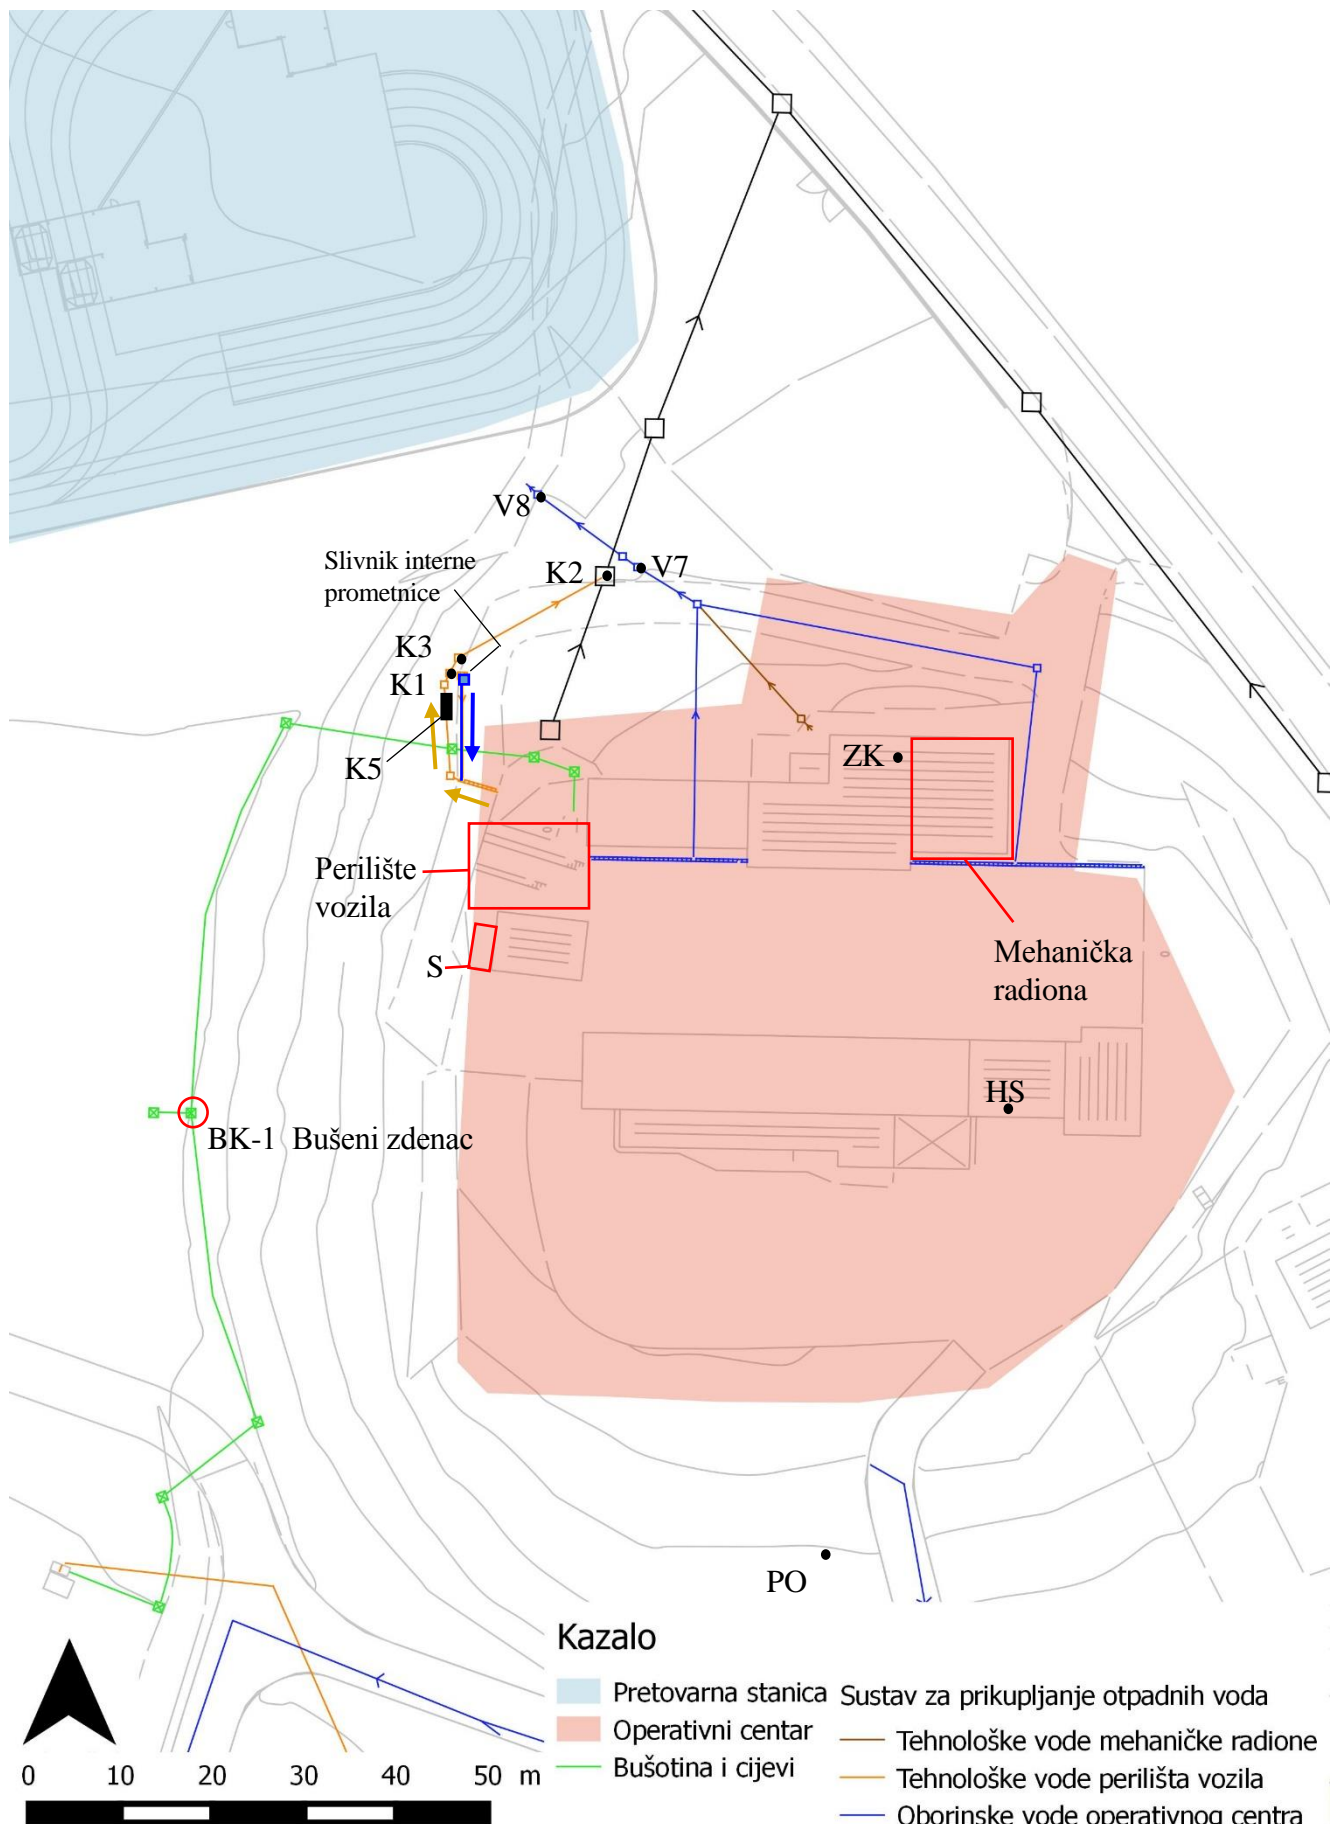 V8
V7
Slivnik interne
prometnice
K2
K3
K1
K5
ZK
Perilište
vozila
Mehanička
radiona
S
HS
BK-1 Bušeni zdenac
PO
Kazalo
Pretovarna stanica
Operativni centar
Bušotina i cijevi
Sustav za prikupljanje otpadnih voda
Tehnološke vode mehaničke radione
Tehnološke vode perilišta vozila
Oborinske vode operativnog centra
0 10 20 30 40 50 m